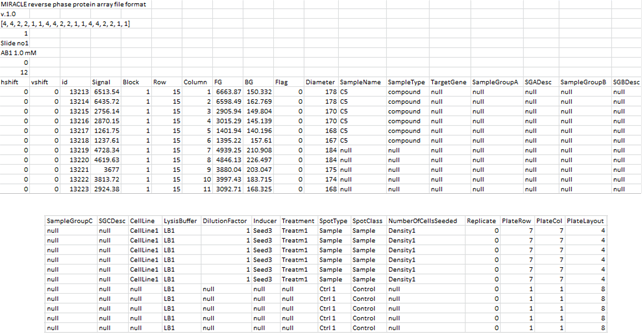 MIRACLE reverse phase protein array file format
v.1.0
[4, 4, 2, 2, 1, 1, 4, 4, 2, 2, 1, 1, 4, 4, 2, 2, 1, 1]
1
Slide no1
AB1 1.0 mM
0
12
hshift vshift id Signal Block Row Column FG BG Flag Diameter SampleName SampleType TargetGene SampleGroupA SGADesc SampleGroupB SGBDesc
0 0 13213 6513.54 1 15 1 6663.87 150.332 0 178 C5 compound null null null null null
0 0 13214 6435.72 1 15 2 6598.49 162.769 0 178 C5 compound null null null null null
0 0 13215 2756.14 1 15 3 2905.94 149.804 0 170 C5 compound null null null null null
0 0 13216 2870.15 1 15 4 3015.29 145.139 0 170 C5 compound null null null null null
0 0 13217 1261.75 1 15 5 1401.94 140.196 0 168 C5 compound null null null null null
0 0 13218 1237.61 1 15 6 1395.22 157.61 0 167 C5 compound null null null null null
0 0 13219 4728.34 1 15 7 4939.25 210.908 0 184 null null null null null null null
0 0 13220 4619.63 1 15 8 4846.13 226.497 0 184 null null null null null null null
0 0 13221 3677 1 15 9 3880.04 203.047 0 175 null null null null null null null
0 0 13222 3813.72 1 15 10 3997.43 183.715 0 174 null null null null null null null
0 0 13223 2924.38 1 15 11 3092.71 168.325 0 168 null null null null null null null
SampleGroupC SGCDesc CellLine LysisBuffer DilutionFactor Inducer Treatment SpotType SpotClass NumberOfCellsSeeded Replicate PlateRow PlateCol PlateLayout
null null CellLine1 LB1 1 Seed3 Treatm1 Sample Sample Density1 0 7 7 4
null null CellLine1 LB1 1 Seed3 Treatm1 Sample Sample Density1 0 7 7 4
null null CellLine1 LB1 1 Seed3 Treatm1 Sample Sample Density1 0 7 7 4
null null CellLine1 LB1 1 Seed3 Treatm1 Sample Sample Density1 0 7 7 4
null null CellLine1 LB1 1 Seed3 Treatm1 Sample Sample Density1 0 7 7 4
null null CellLine1 LB1 1 Seed3 Treatm1 Sample Sample Density1 0 7 7 4
null null null LB1 null null null Ctrl 1 Control null 0 1 1 8
null null null LB1 null null null Ctrl 1 Control null 0 1 1 8
null null null LB1 null null null Ctrl 1 Control null 0 1 1 8
null null null LB1 null null null Ctrl 1 Control null 0 1 1 8
null null null LB1 null null null Ctrl 1 Control null 0 1 1 8